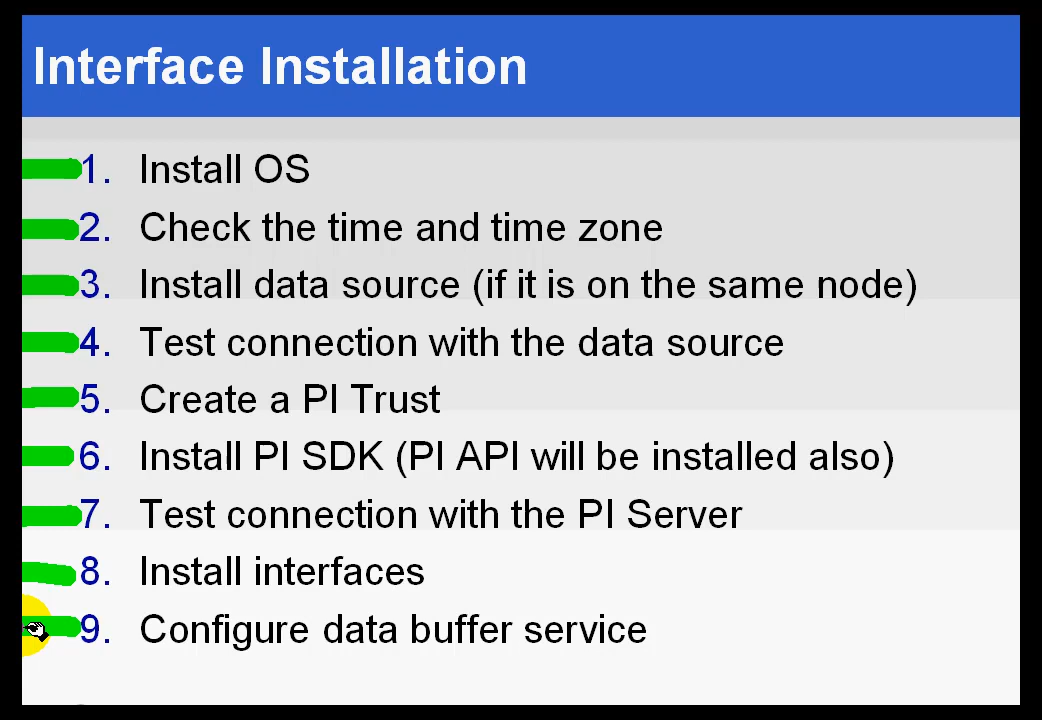 Interface Installation
1. Install OS
2. Check the time and time zone
3. Install data source (if it is on the same node)
4. Test connection with the data source
5. Create a PI Trust
6. Install PI SDK (PI API will be installed also)
7. Test connection with the PI Server
8. Install interfaces
9. Configure data buffer service